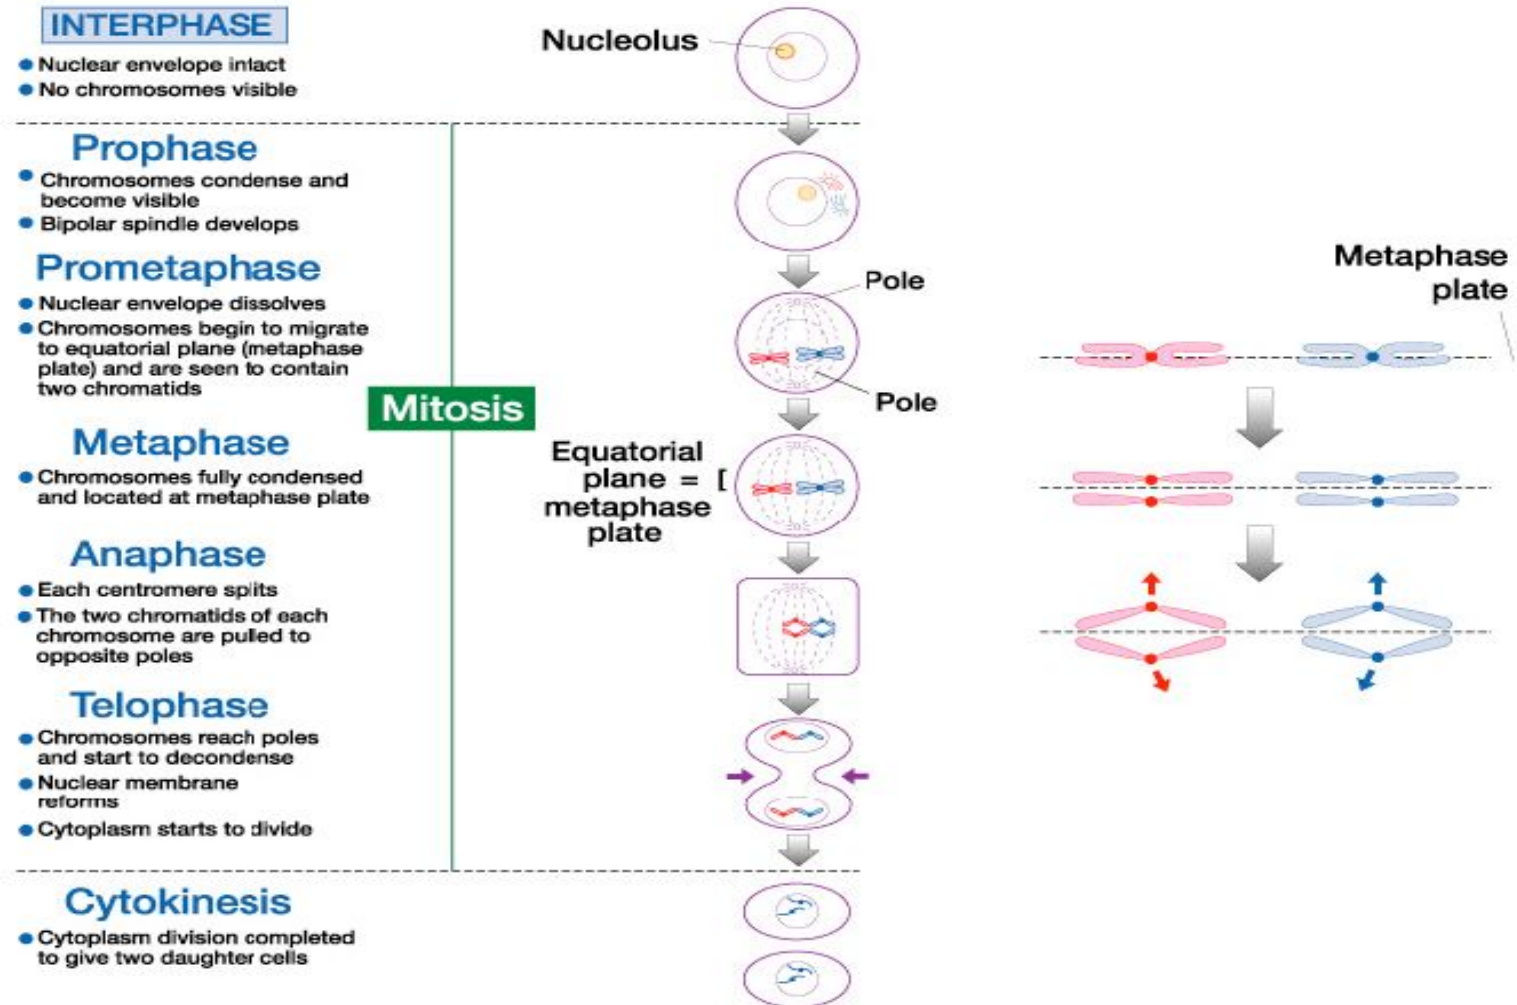 INTERPHASE
Nuclear envelope intact
No chromosomes visible
Nucleolus
Prophase
Chromosomes condense and
become visible
Bipolar spindle develops
Prometaphase
Nuclear envelope dissolves
Chromosomes begin to migrate
to equatorial plane (metaphase
plate) and are seen to contain
two chromatids
Pole
Pole
Mitosis
Metaphase
Chromosomes fully condensed
and located at metaphase plate
Equatorial
plane = [
metaphase
plate
Anaphase
Each centromere splits
The two chromatids of each
chromosome are pulled to
opposite poles
Telophase
Chromosomes reach poles
and start to decondense
Nuclear membrane
reforms
Cytoplasm starts to divide
Cytokinesis
Cytoplasm division completed
to give two daughter cells
Metaphase
plate